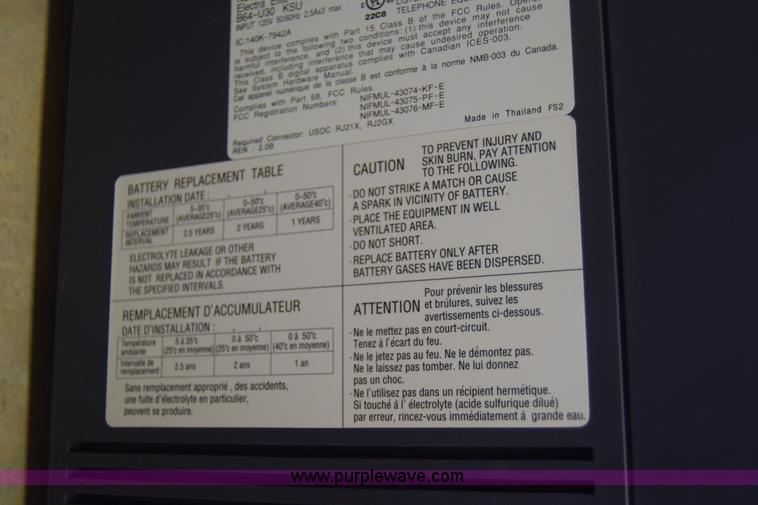 Electra Elite
B64-U30 KSU
INPUT 120V 50/60Hz 2.5Ax3 max
IC:140K-7942A
22C8
TELEPHONE
This device complies with Part 15 Class B of the FCC Rules.
is subject to the following two conditions: (1) this device may not cause
harmful interference, and (2) this device must accept any interference
received, including interference that may cause undesired operation.
This Class B digital apparatus complies with Canadian ICES-003.
See System Hardware Manual.
Cet appareil numérique de la classe B est conforme à la norme NMB-003 du Canada.
Complies with Part 68, FCC Rules.
FCC Registration Numbers: NIFMUL-43074-KF-E
NIFMUL-43075-PF-E
NIFMUL-43076-MF-E
Required Connector: USOC RJ21X, RJ2GX
REN : 2.0B
Made in Thailand FS2
BATTERY REPLACEMENT TABLE
INSTALLATION DATE : , ,
AMBIENT TEMPERATURE 5-35°c (AVERAGE25°c) 0-50°c (AVERAGE25°c) 0-50°c (AVERAGE40°c)
REPLACEMENT INTERVAL 2.5 YEARS 2 YEARS 1 YEARS
ELECTROLYTE LEAKAGE OR OTHER
HAZARDS MAY RESULT IF THE BATTERY
IS NOT REPLACED IN ACCORDANCE WITH
THE SPECIFIED INTERVALS.
CAUTION TO PREVENT INJURY AND
SKIN BURN, PAY ATTENTION
TO THE FOLLOWING.
·DO NOT STRIKE A MATCH OR CAUSE
A SPARK IN VICINITY OF BATTERY.
·PLACE THE EQUIPMENT IN WELL
VENTILATED AREA.
·DO NOT SHORT.
·REPLACE BATTERY ONLY AFTER
BATTERY GASES HAVE BEEN DISPERSED.
REMPLACEMENT D'ACCUMULATEUR
DATE D'INSTALLATION : , ,
Température ambiante 5 à 35°c (25°c en moyenne) 0 à 50°c (25°c en moyenne) 0 à 50°c (40°c en moyenne)
Intervalle de remplacement 2.5 ans 2 ans 1 an
Sans remplacement approprié , des accidents,
une fuite d'électrolyte en particulier,
peuvent se produire.
ATTENTION Pour prévenir les blessures
et brûlures, suivez les
avertissements ci-dessous.
·Ne le mettez pas en court-circuit.
Tenez á l'écart du feu.
·Ne le jetez pas au feu. Ne le démontez pas.
Ne le laissez pas tomber. Ne lui donnez
pas un choc.
·Ne l'utilisez pas dans un récipient hermétique.
Si touché á l' électrolyte (acide sulfurique dilué)
par erreur, rincez-vous immédiatement á grande eau.
www.purplewave.com